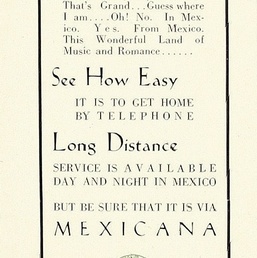 That's Grand...Guess where
I am....Oh! No. In Mex-
ico. Yes. From Mexico.
This Wonderful Land of
Music and Romance......
See How Easy
IT IS TO GET HOME
BY TELEPHONE
Long Distance
SERVICE IS AVAILABLE
DAY AND NIGHT IN MEXICO
BUT BE SURE THAT IT IS VIA
MEXICANA